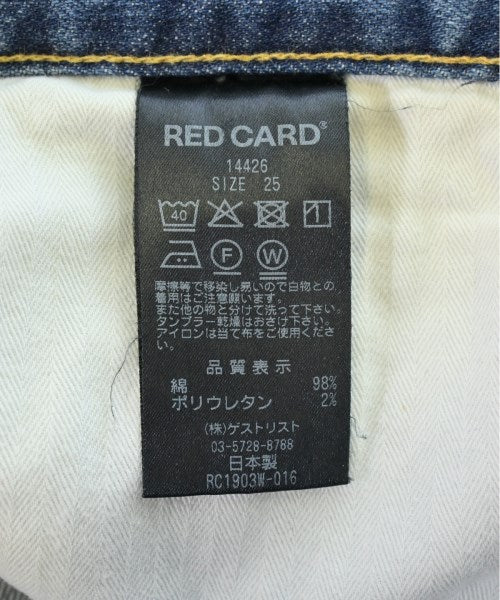 RED CARD®
14426
SIZE 25
40
F W
摩擦等で移染し易いので白物との
着用はご注意願います。
また他の物と分けて洗って下さい。
タンブラー乾燥はおさけ下さい。
アイロンは当て布をご使用くださ
い。
品質表示
綿 98%
ポリウレタン 2%
(株)ゲストリスト
03-5728-8788
日本製
RC1903W-016